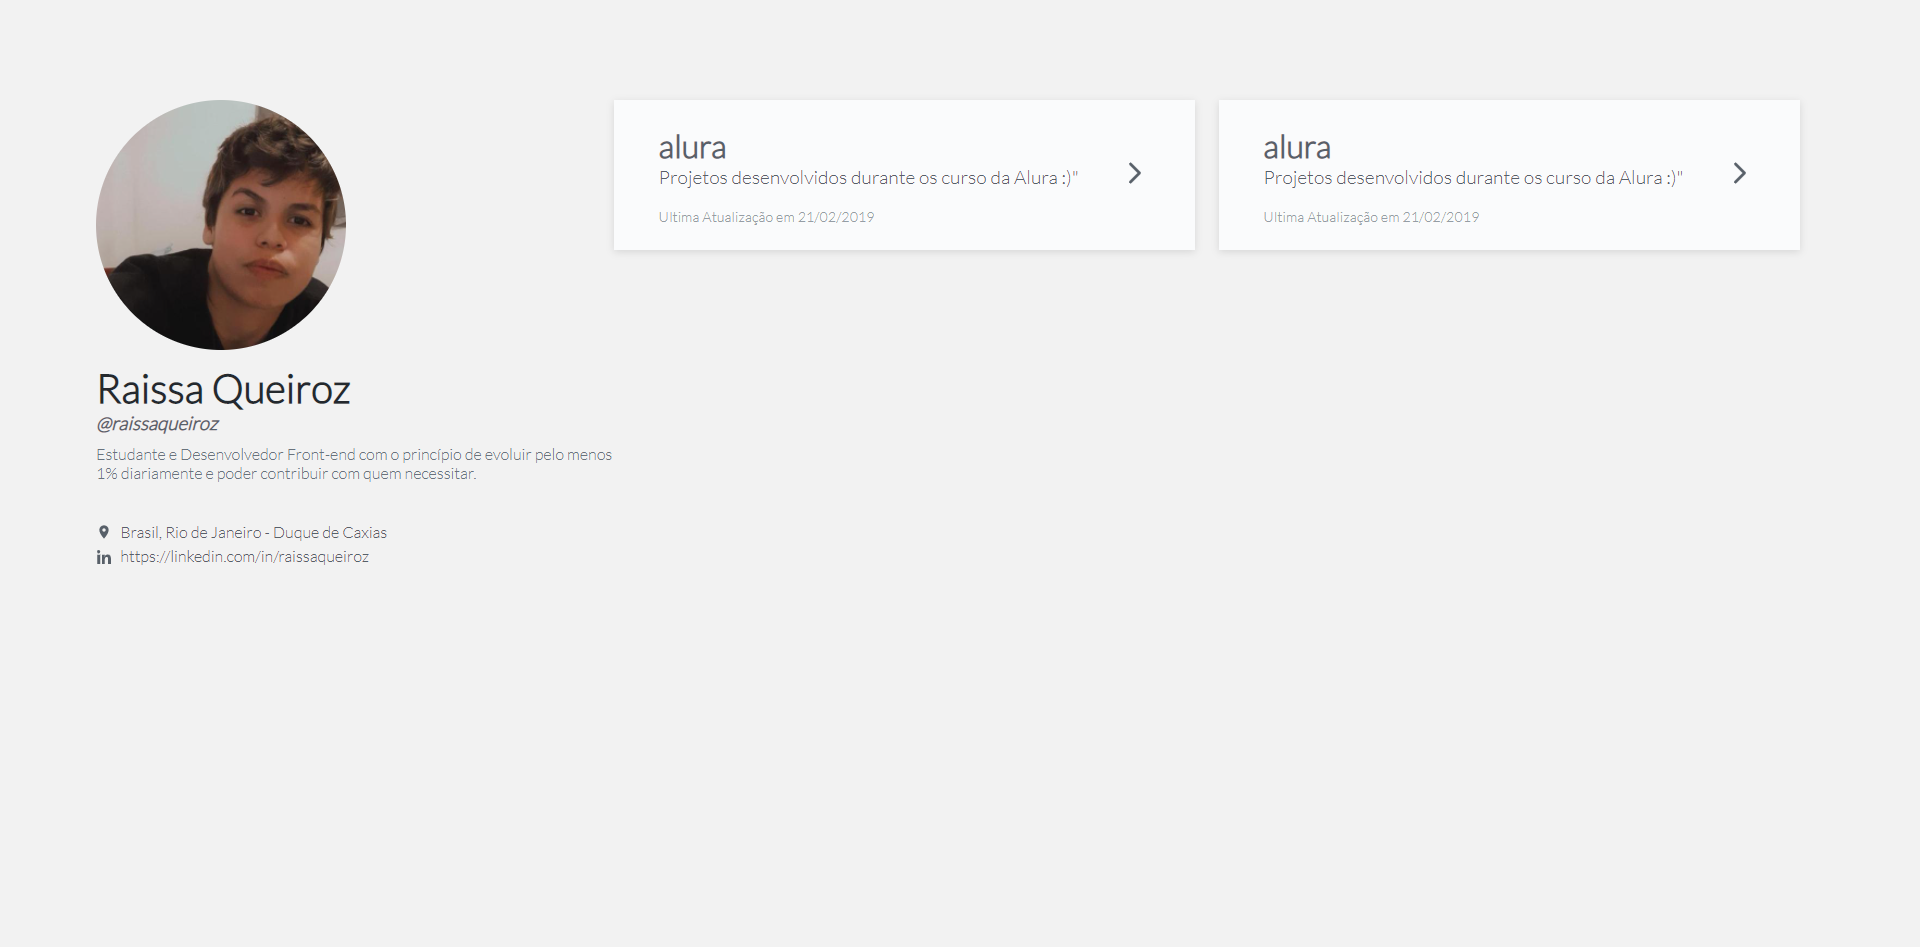 Raissa Queiroz
@raissaqueiroz
Estudante e Desenvolvedor Front-end com o princípio de evoluir pelo menos
1% diariamente e poder contribuir com quem necessitar.
Brasil, Rio de Janeiro - Duque de Caxias
in https://linkedin.com/in/raissaqueiroz
alura
Projetos desenvolvidos durante os curso da Alura :)"
Ultima Atualização em 21/02/2019
alura
Projetos desenvolvidos durante os curso da Alura :)"
Ultima Atualização em 21/02/2019